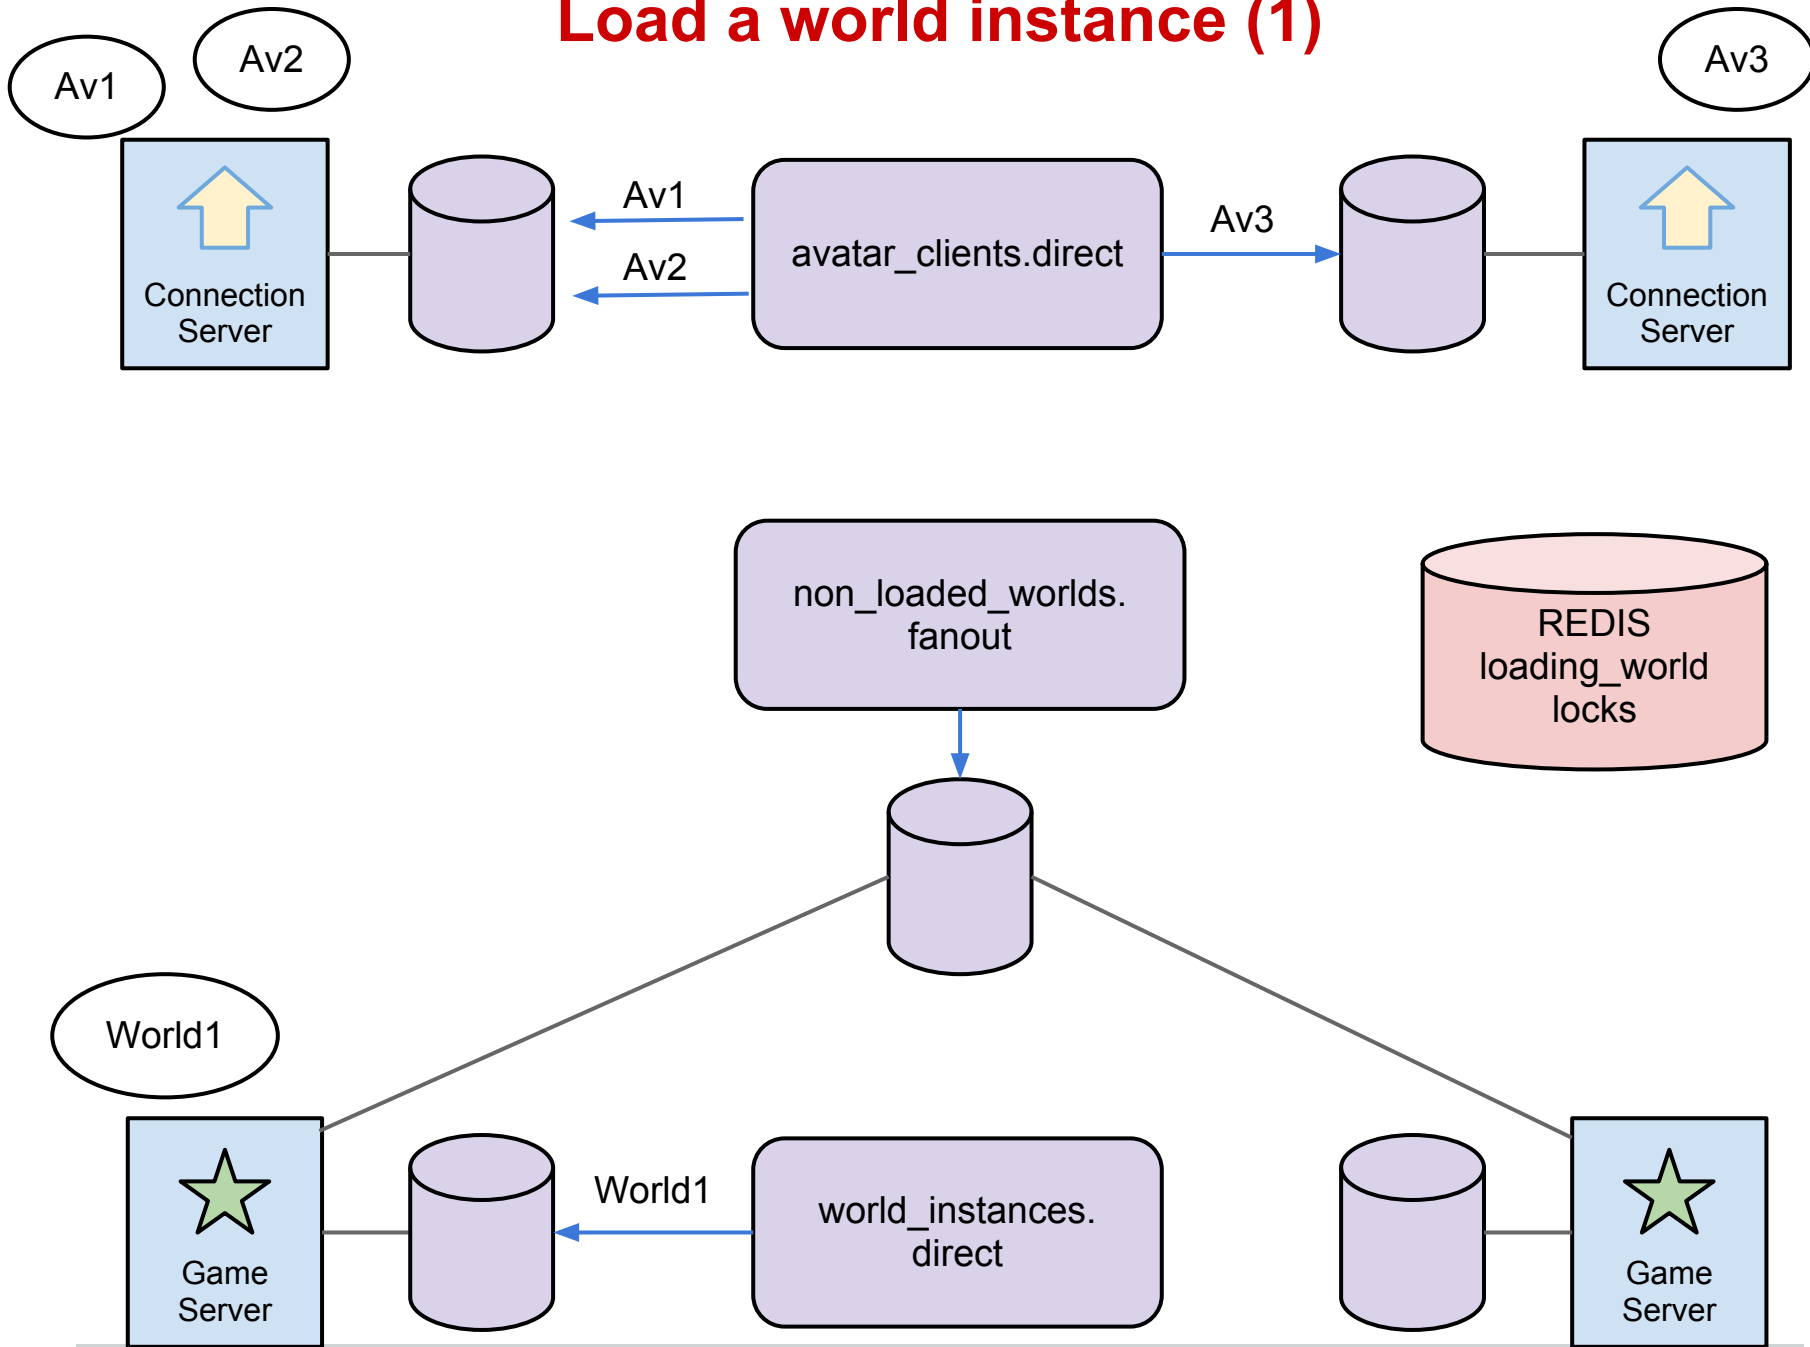 Load a world instance (1)
Av1
Av2
Av3
Connection
Server
Av1
Av2
avatar_clients.direct
Av3
Connection
Server
non_loaded_worlds.
fanout
REDIS
loading_world
locks
World1
Game
Server
World1
world_instances.
direct
Game
Server